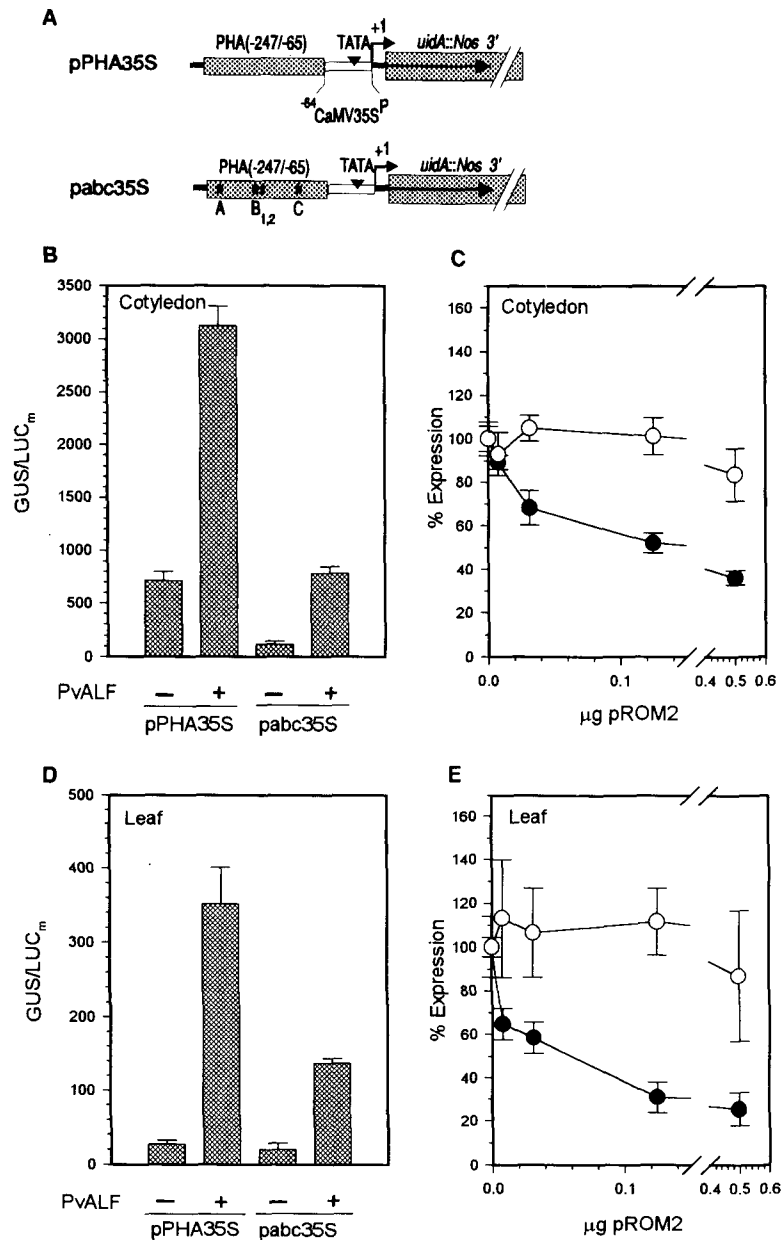 A
PHA(-247/-65)
TATA
+1
uidA::Nos 3'
pPHA35S
-64CaMV35SP
PHA(-247/-65)
TATA
+1
uidA::Nos 3'
pabc35S
A B1,2 C
B
Cotyledon
3500
3000
2500
2000
1500
1000
500
0
GUS/LUCm
PvALF − + − +
pPHA35S pabc35S
C
Cotyledon
160
140
120
100
80
60
40
20
0
% Expression
0.0 0.1 0.4 0.5 0.6
µg pROM2
D
Leaf
500
400
300
200
100
0
GUS/LUCm
PvALF − + − +
pPHA35S pabc35S
E
Leaf
160
140
120
100
80
60
40
20
0
% Expression
0.0 0.1 0.4 0.5 0.6
µg pROM2